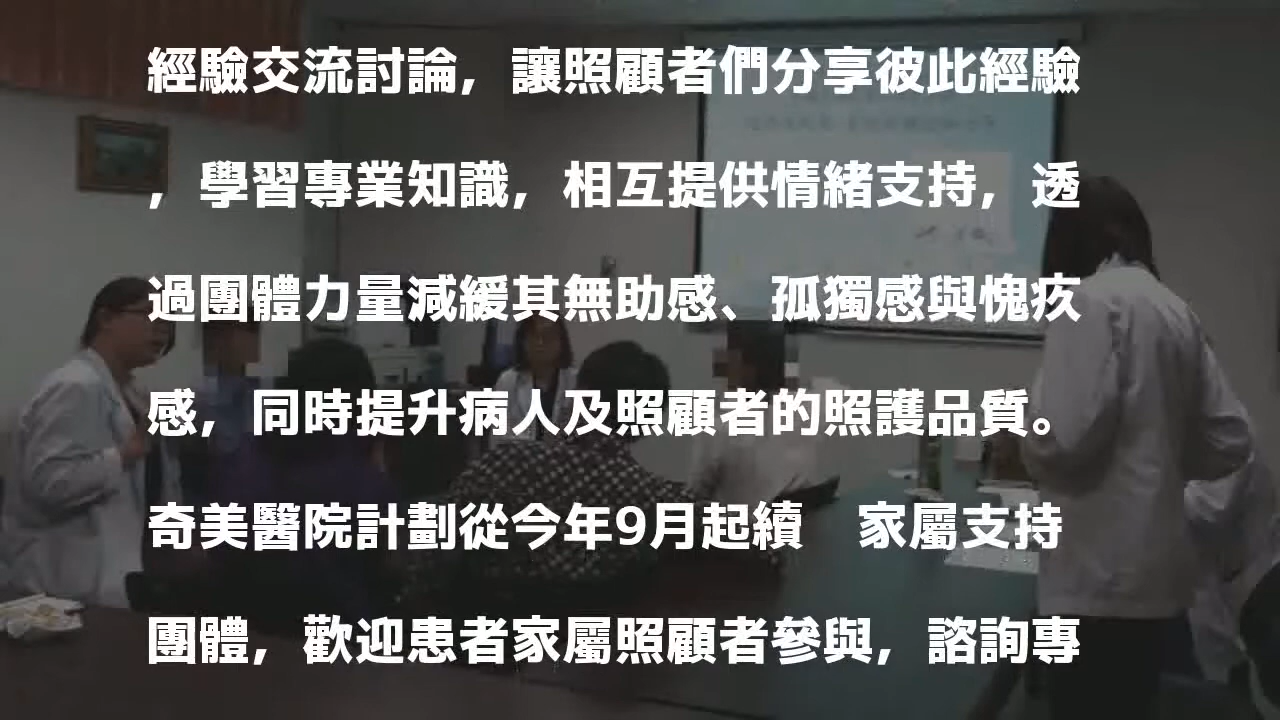 經驗交流討論，讓照顧者們分享彼此經驗
，學習專業知識，相互提供情緒支持，透
過團體力量減緩其無助感、孤獨感與愧疚
感，同時提升病人及照顧者的照護品質。
奇美醫院計劃從今年9月起續　家屬支持
團體，歡迎患者家屬照顧者參與，諮詢專